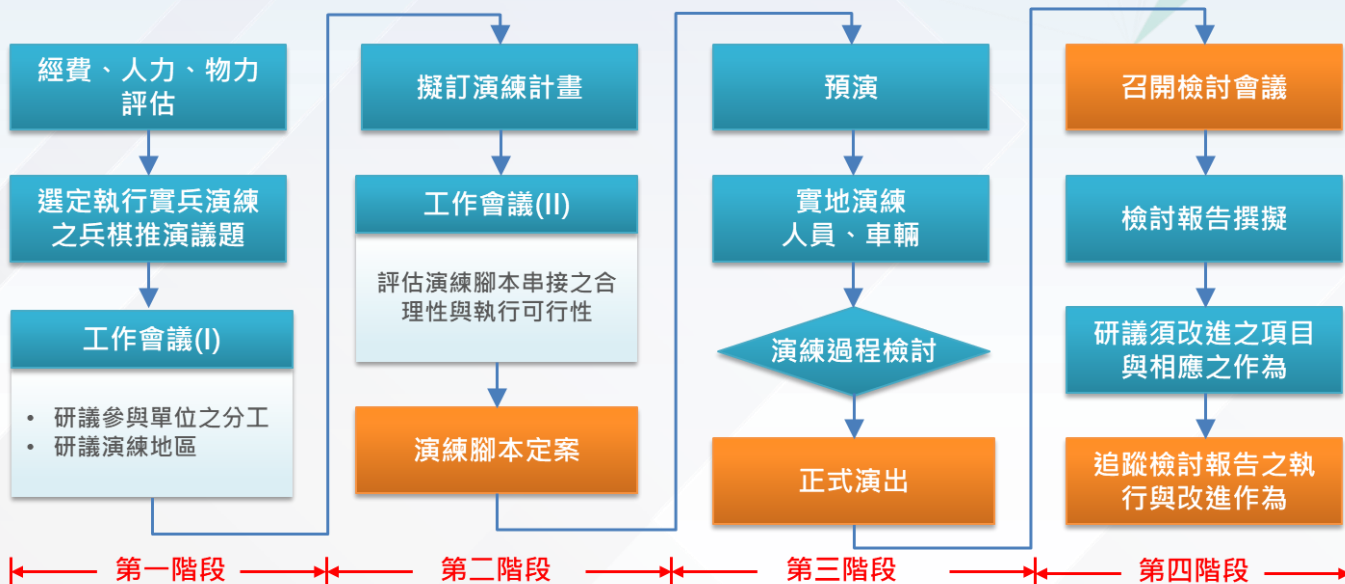 經費、人力、物力
評估
選定執行實兵演練
之兵棋推演議題
工作會議(I)
• 研議參與單位之分工
• 研議演練地區
擬訂演練計畫
工作會議(II)
評估演練腳本串接之合
理性與執行可行性
演練腳本定案
預演
實地演練
人員、車輛
演練過程檢討
正式演出
召開檢討會議
檢討報告撰擬
研議須改進之項目
與相應之作為
追蹤檢討報告之執
行與改進作為
第一階段
第二階段
第三階段
第四階段